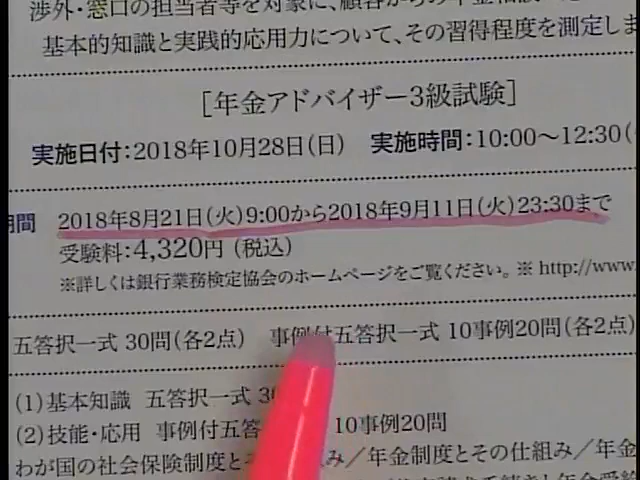 渉外・窓口の担当者等を対象に、顧客からの年金相談
基本的知識と実践的応用力について、その習得程度を測定しま
[年金アドバイザー3級試験]
実施日付：2018年10月28日（日） 実施時間：10:00～12:30(
期間 2018年8月21日（火）9:00から2018年9月11日（火）23:30まで
受験料：4,320円（税込）
※詳しくは銀行業務検定協会のホームページをご覧ください。※ http://www.
五答択一式 30問（各2点） 事例付五答択一式 10事例20問（各2点）
(1)基本知識 五答択一式 30
(2)技能・応用 事例付五答 10事例20問
わが国の社会保険制度とそ み／年金制度とその仕組み／年金